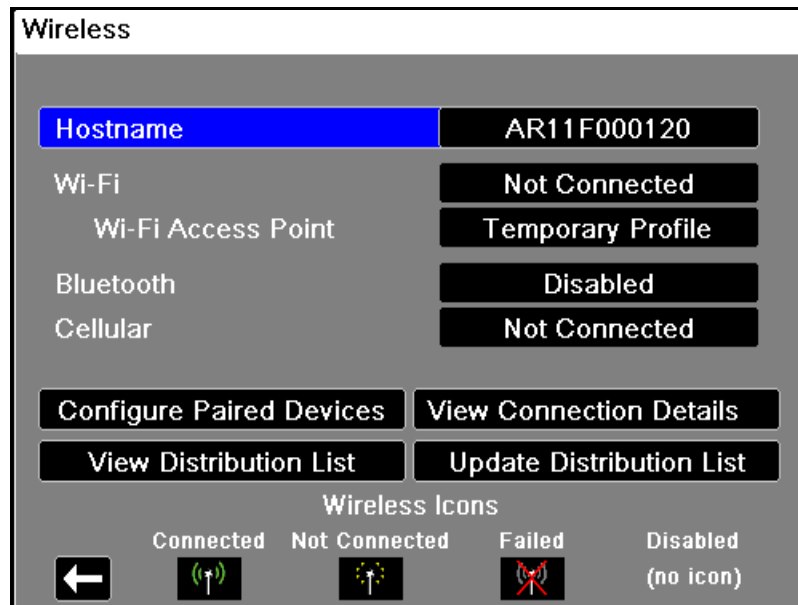 Wireless
Hostname AR11F000120
Wi-Fi Not Connected
Wi-Fi Access Point Temporary Profile
Bluetooth Disabled
Cellular Not Connected
Configure Paired Devices View Connection Details
View Distribution List Update Distribution List
Wireless Icons
Connected Not Connected Failed Disabled
(no icon)